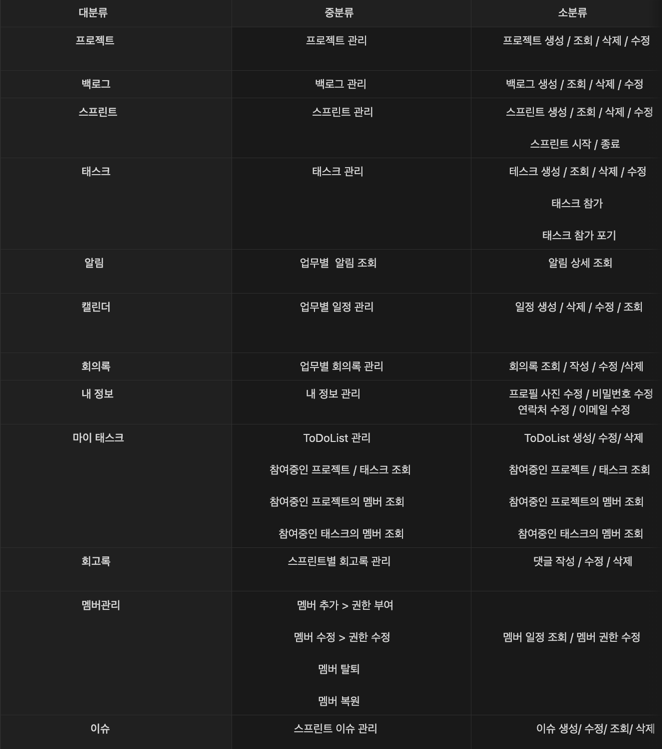 대분류 중분류 소분류
프로젝트 프로젝트 관리 프로젝트 생성 / 조회 / 삭제 / 수정
백로그 백로그 관리 백로그 생성 / 조회 / 삭제 / 수정
스프린트 스프린트 관리 스프린트 생성 / 조회 / 삭제 / 수정
스프린트 시작 / 종료
태스크 태스크 관리 테스크 생성 / 조회 / 삭제 / 수정
태스크 참가
태스크 참가 포기
알림 업무별 알림 조회 알림 상세 조회
캘린더 업무별 일정 관리 일정 생성 / 삭제 / 수정 / 조회
회의록 업무별 회의록 관리 회의록 조회 / 작성 / 수정 /삭제
내 정보 내 정보 관리 프로필 사진 수정 / 비밀번호 수정
연락처 수정 / 이메일 수정
마이 태스크 ToDoList 관리 ToDoList 생성/ 수정/ 삭제
참여중인 프로젝트 / 태스크 조회 참여중인 프로젝트 / 태스크 조회
참여중인 프로젝트의 멤버 조회 참여중인 프로젝트의 멤버 조회
참여중인 태스크의 멤버 조회 참여중인 태스크의 멤버 조회
회고록 스프린트별 회고록 관리 댓글 작성 / 수정 / 삭제
멤버관리 멤버 추가 > 권한 부여
멤버 수정 > 권한 수정 멤버 일정 조회 / 멤버 권한 수정
멤버 탈퇴
멤버 복원
이슈 스프린트 이슈 관리 이슈 생성/ 수정/ 조회/ 삭제